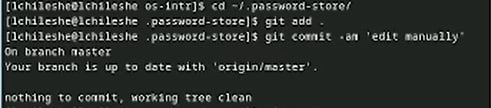 [lchileshe@lchileshe os-intr]$ cd ~/.password-store/
[lchileshe@lchileshe .password-store]$ git add .
[lchileshe@lchileshe .password-store]$ git commit -am 'edit manually'
On branch master
Your branch is up to date with 'origin/master'.
nothing to commit, working tree clean